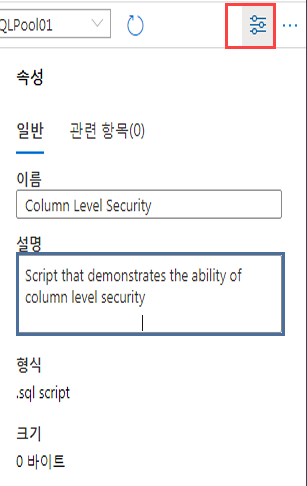 QLPool01
속성
일반 관련 항목(0)
이름
Column Level Security
설명
Script that demonstrates the ability of
column level security
형식
.sql script
크기
0 바이트